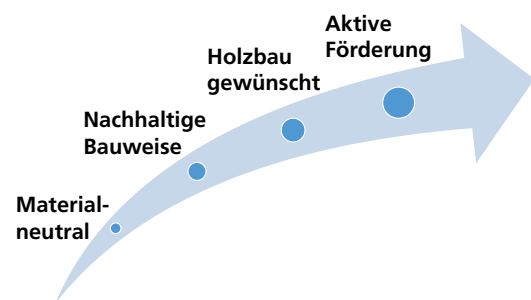 Aktive
Förderung
Holzbau
gewünscht
Nachhaltige
Bauweise
Material-
neutral